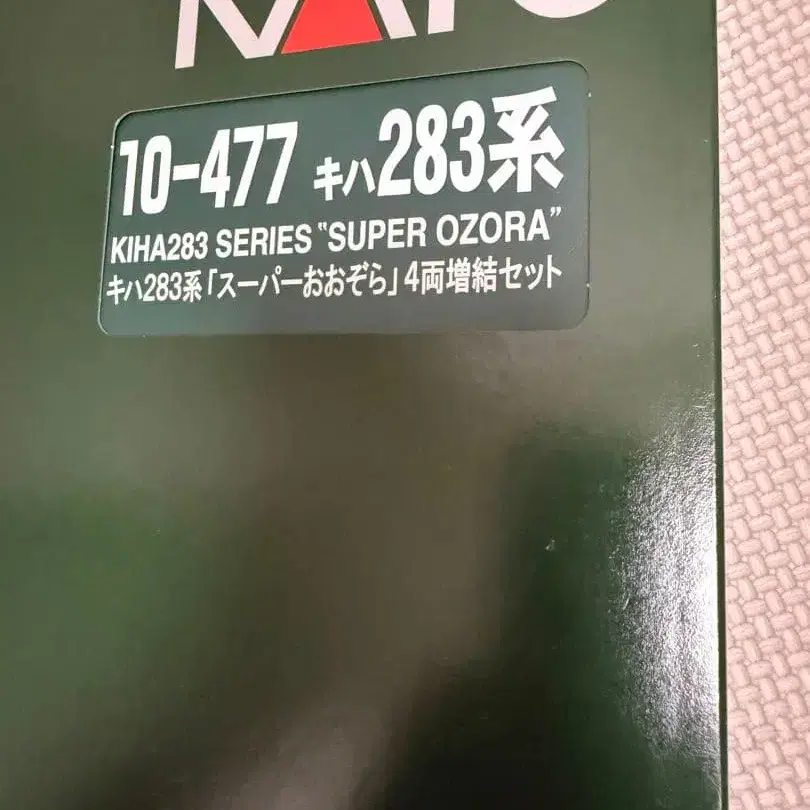 KATO
10-477 キハ283系
KIHA283 SERIES "SUPER OZORA"
キハ283系「スーパーおおぞら」4両増結セット